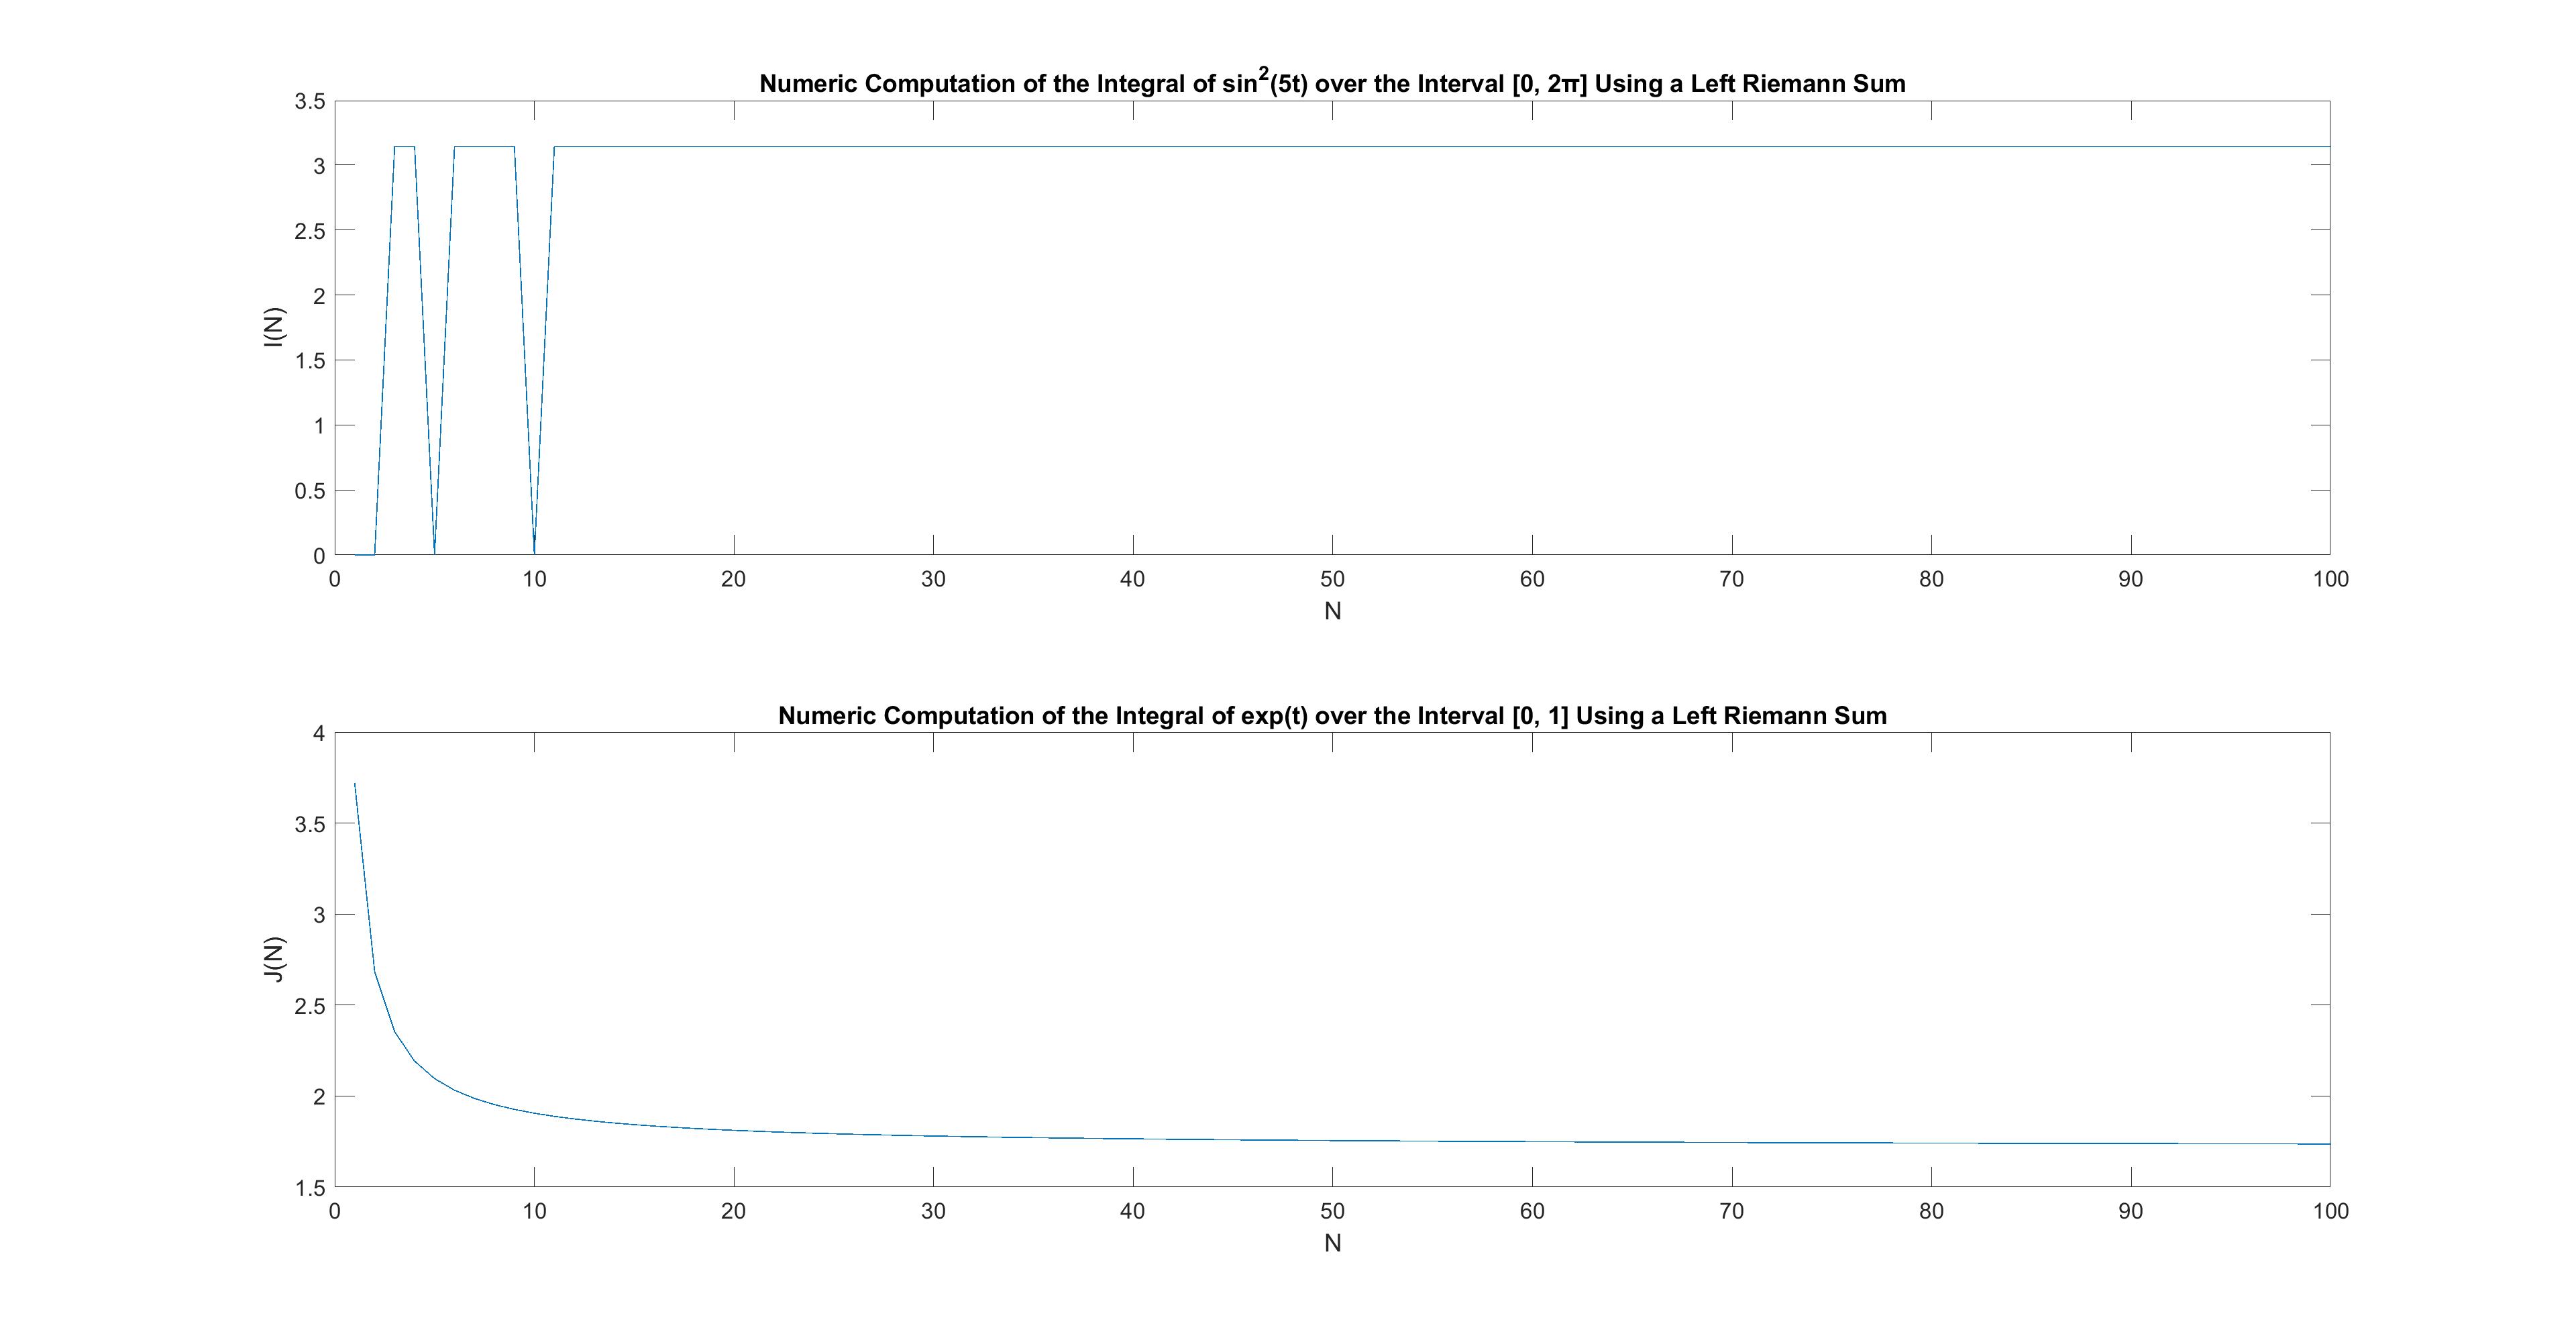 Numeric Computation of the Integral of sin²(5t) over the Interval [0, 2π] Using a Left Riemann Sum
3.5
3
2.5
2
1.5
1
0.5
0
I(N)
0 10 20 30 40 50 60 70 80 90 100
N
Numeric Computation of the Integral of exp(t) over the Interval [0, 1] Using a Left Riemann Sum
4
3.5
3
2.5
2
1.5
J(N)
0 10 20 30 40 50 60 70 80 90 100
N